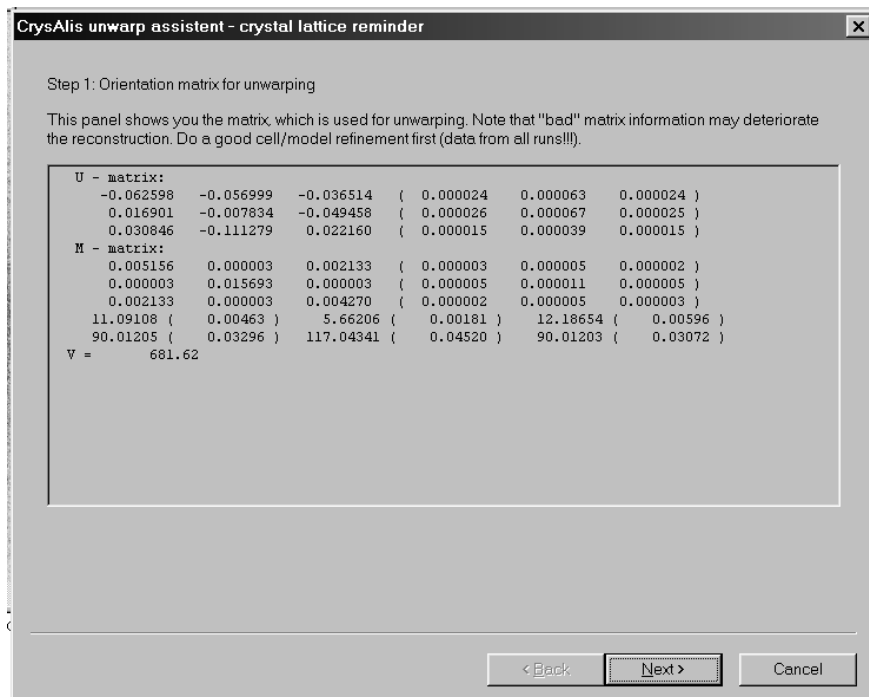 CrysAlis unwarp assistent - crystal lattice reminder
Step 1: Orientation matrix for unwarping
This panel shows you the matrix, which is used for unwarping. Note that "bad" matrix information may deteriorate
the reconstruction. Do a good cell/model refinement first (data from all runs!!!).
U - matrix:
-0.062598 -0.056999 -0.036514 ( 0.000024 0.000063 0.000024 )
0.016901 -0.007834 -0.049458 ( 0.000026 0.000067 0.000025 )
0.030846 -0.111279 0.022160 ( 0.000015 0.000039 0.000015 )
M - matrix:
0.005156 0.000003 0.002133 ( 0.000003 0.000005 0.000002 )
0.000003 0.015693 0.000003 ( 0.000005 0.000011 0.000005 )
0.002133 0.000003 0.004270 ( 0.000002 0.000005 0.000003 )
11.09108 ( 0.00463 ) 5.66206 ( 0.00181 ) 12.18654 ( 0.00596 )
90.01205 ( 0.03296 ) 117.04341 ( 0.04520 ) 90.01203 ( 0.03072 )
V = 681.62
< Back Next > Cancel